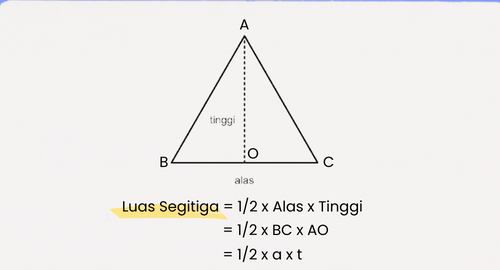 A
tinggi
B
O
C
alas
Luas Segitiga = 1/2 x Alas x Tinggi
= 1/2 x BC x AO
= 1/2 x a x t